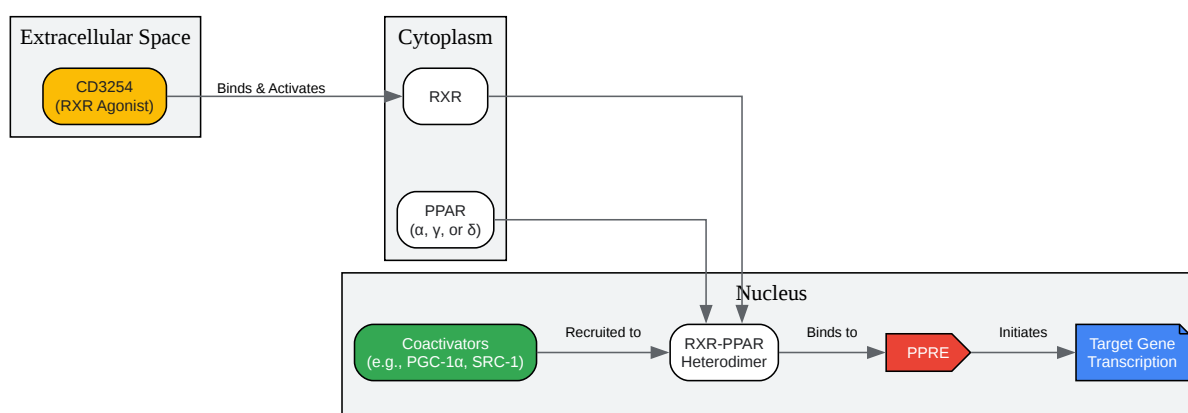 Extracellular Space
CD3254
(RXR Agonist)
Binds & Activates
Cytoplasm
RXR
PPAR
(α, γ, or δ)
Nucleus
Coactivators
(e.g., PGC-1α, SRC-1)
Recruited to
RXR-PPAR
Heterodimer
Binds to
PPRE
Initiates
Target Gene
Transcription